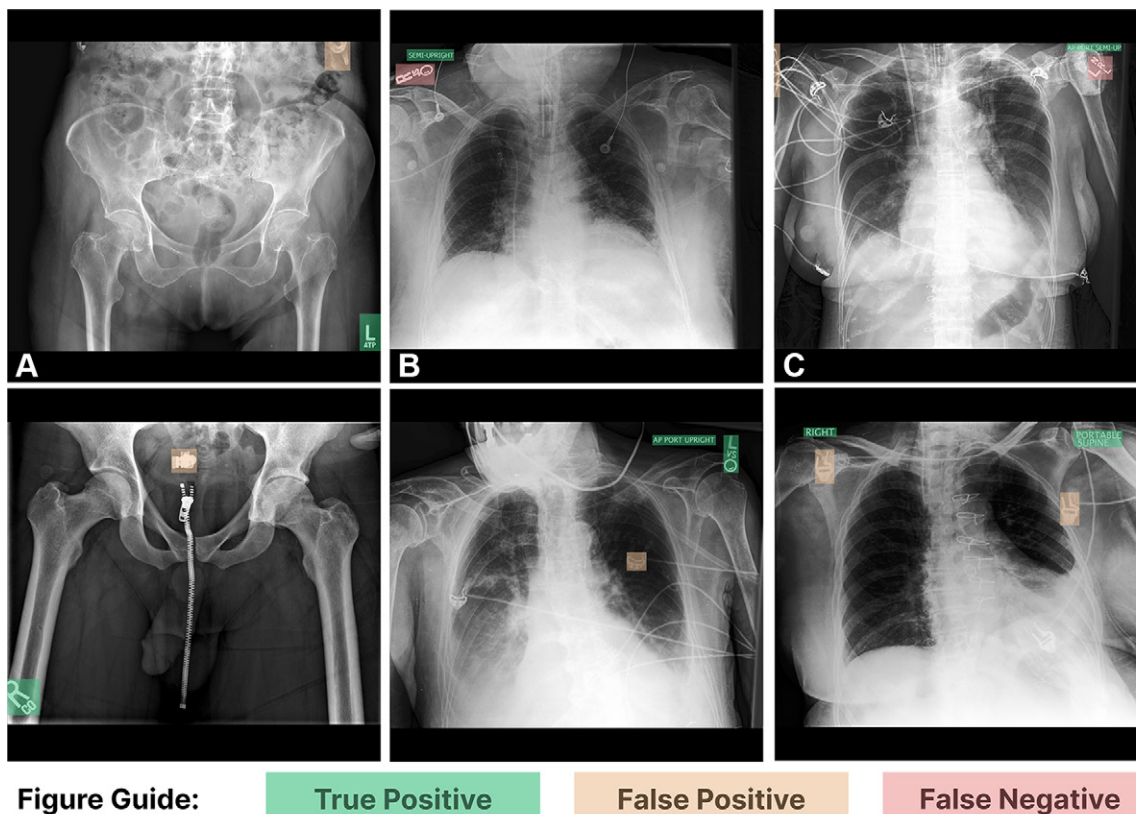 SEMI-UPRIGHT
AP PORT SEMI-UP
L
ATP
A
B
C
AP PORT UPRIGHT
RIGHT
PORTABLE
SUPINE
R
CO
Figure Guide:
True Positive
False Positive
False Negative